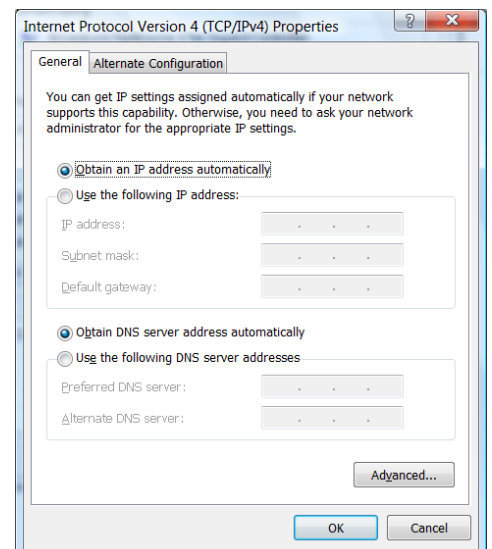 Internet Protocol Version 4 (TCP/IPv4) Properties
General
Alternate Configuration
You can get IP settings assigned automatically if your network
supports this capability. Otherwise, you need to ask your network
administrator for the appropriate IP settings.
Obtain an IP address automatically
Use the following IP address:
IP address:
Subnet mask:
Default gateway:
Obtain DNS server address automatically
Use the following DNS server addresses
Preferred DNS server:
Alternate DNS server:
Advanced...
OK
Cancel